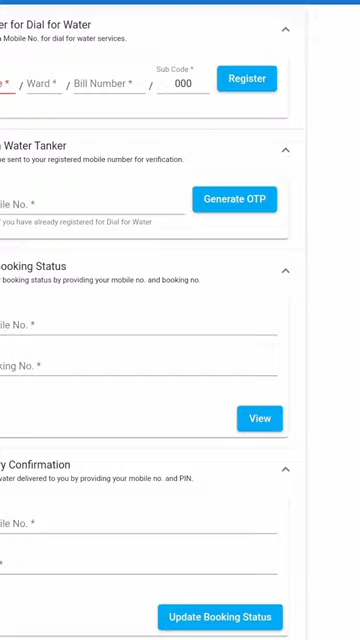 er for Dial for Water
a Mobile No. for dial for water services.
Sub Code *
e * / Ward * / Bill Number * / 000
Register
a Water Tanker
be sent to your registered mobile number for verification.
ile No. *
Generate OTP
f you have already registered for Dial for Water
ooking Status
r booking status by providing your mobile no. and booking no.
ile No. *
king No. *
View
ry Confirmation
water delivered to you by providing your mobile no. and PIN.
ile No. *
*
Update Booking Status